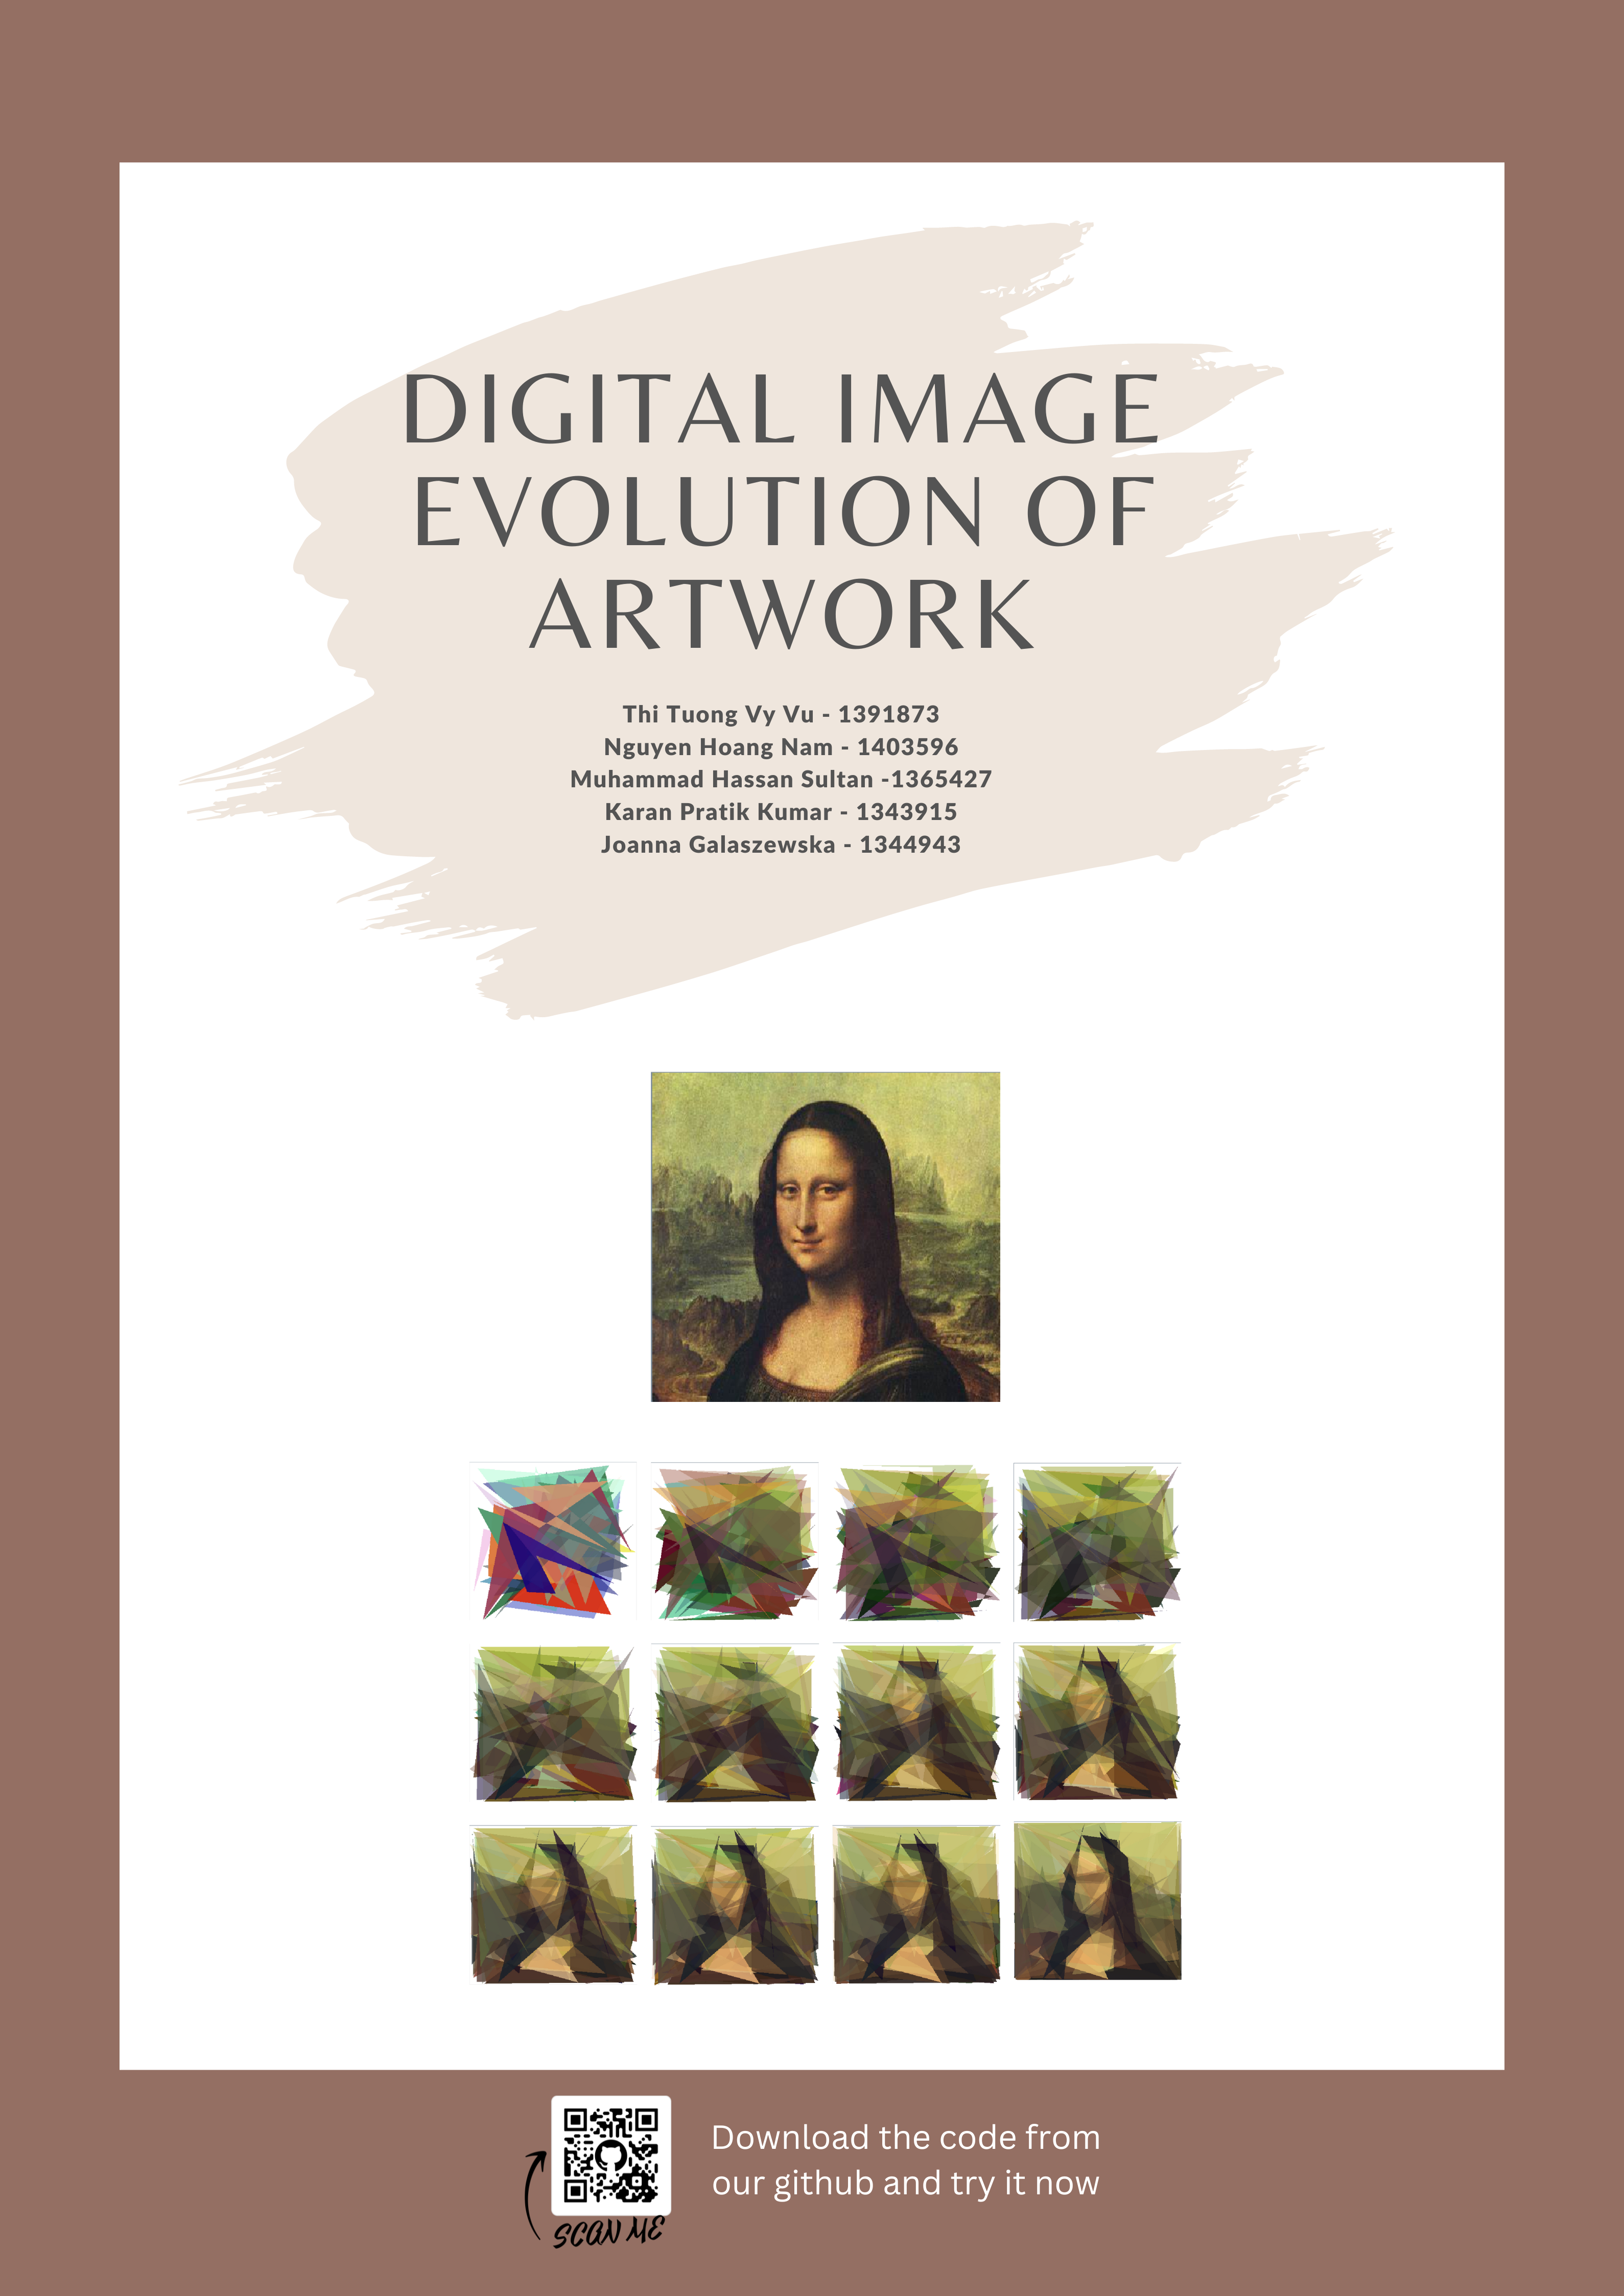 DIGITAL IMAGE
EVOLUTION OF
ARTWORK
Thi Tuong Vy Vu - 1391873
Nguyen Hoang Nam - 1403596
Muhammad Hassan Sultan -1365427
Karan Pratik Kumar - 1343915
Joanna Galaszewska - 1344943
Download the code from
our github and try it now
SCAN ME